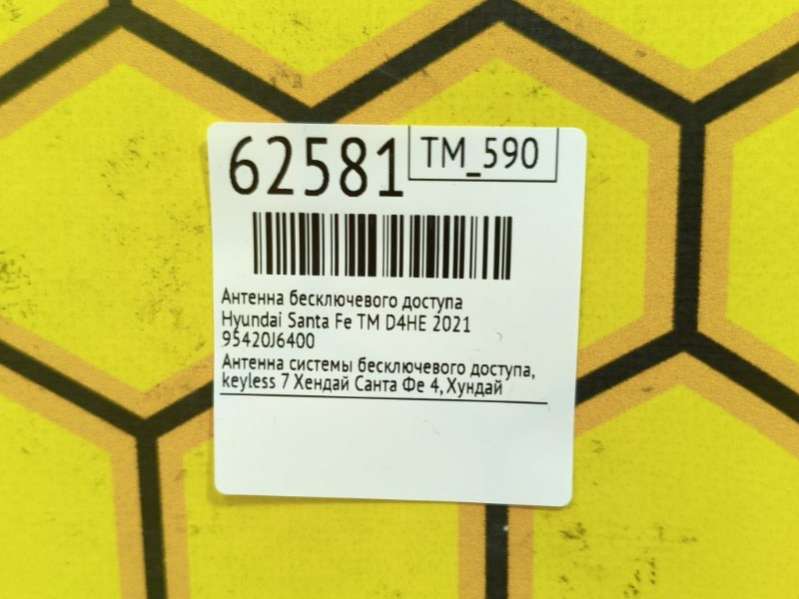 62581
TM_590
Антенна бесключевого доступа
Hyundai Santa Fe TM D4HE 2021
95420J6400
Антенна системы бесключевого доступа,
keyless 7 Хендай Санта Фе 4, Хундай